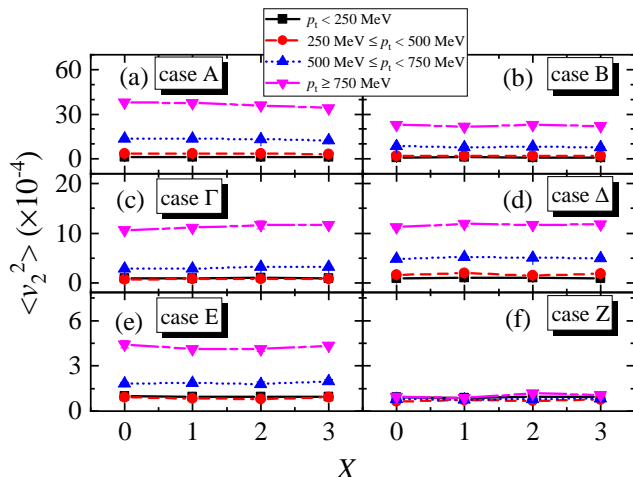 p_t < 250 MeV
250 MeV ≤ p_t < 500 MeV
500 MeV ≤ p_t < 750 MeV
p_t ≥ 750 MeV
(a) case A
(b) case B
60
30
0
(c) case Γ
(d) case Δ
20
10
0
(e) case E
(f) case Z
6
3
0
<v_2^2> (×10^-4)
0 1 2 3 0 1 2 3
X